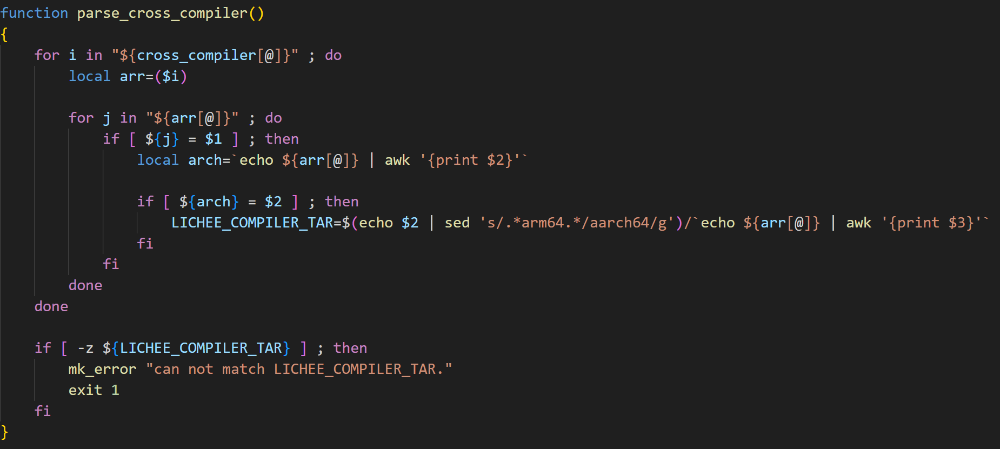 function parse_cross_compiler()
{
    for i in "${cross_compiler[@]}" ; do
        local arr=($i)

        for j in "${arr[@]}" ; do
            if [ ${j} = $1 ] ; then
                local arch=`echo ${arr[@]} | awk '{print $2}'`

                if [ ${arch} = $2 ] ; then
                    LICHEE_COMPILER_TAR=$(echo $2 | sed 's/.*arm64.*/aarch64/g')/`echo ${arr[@]} | awk '{print $3}'`
                fi
            fi
        done
    done

    if [ -z ${LICHEE_COMPILER_TAR} ] ; then
        mk_error "can not match LICHEE_COMPILER_TAR."
        exit 1
    fi
}